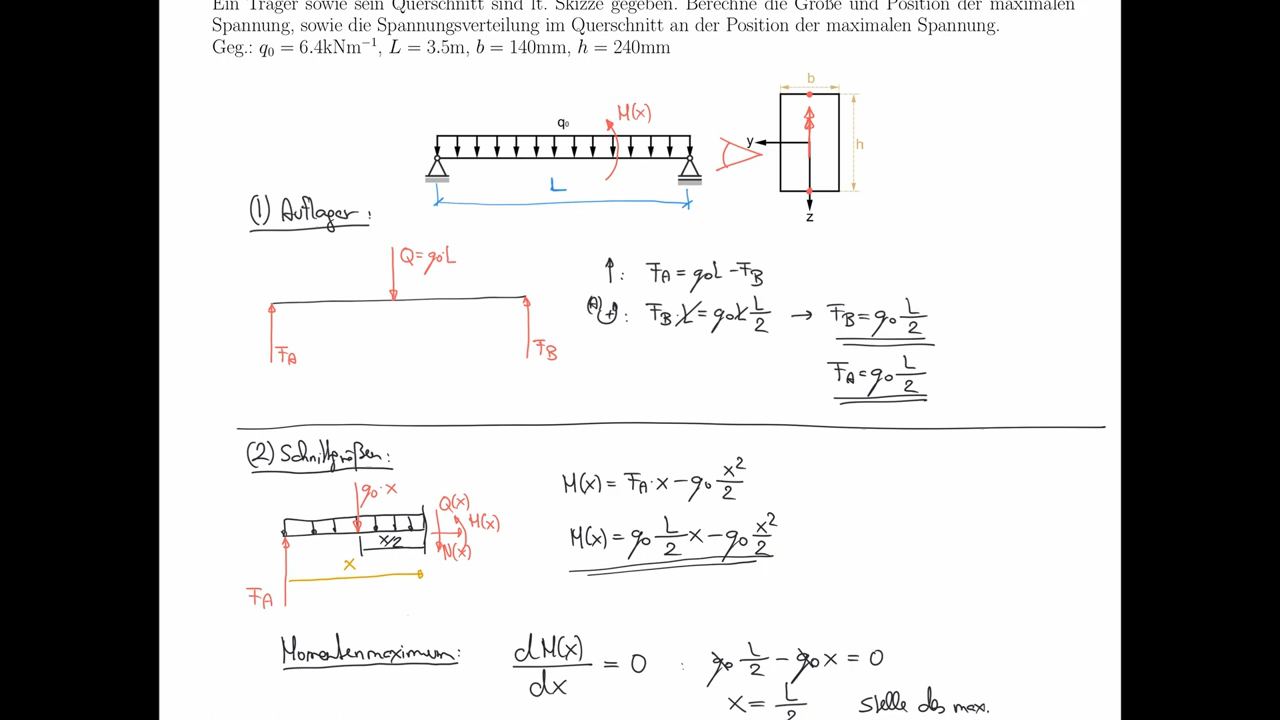 Ein Träger sowie sein Querschnitt sind lt. Skizze gegeben. Berechne die Größe und Position der maximalen
Spannung, sowie die Spannungsverteilung im Querschnitt an der Position der maximalen Spannung.
Geg.: q₀ = 6.4kNm⁻¹, L = 3.5m, b = 140mm, h = 240mm
b
q₀
M(x)
y
h
L
z
(1) Auflager:
Q=q₀·L
↑: F_A = q₀L - F_B
(A) ↺+: F_B·L = q₀L L/2 → F_B = q₀ L/2
F_A
F_B
F_A = q₀ L/2
(2) Schnittgrößen:
q₀·x
Q(x)
M(x)
N(x)
x/2
x
F_A
M(x) = F_A·x - q₀ x²/2
M(x) = q₀ L/2 x - q₀ x²/2
Momentenmaximum: dM(x)/dx = 0 : q₀ L/2 - q₀x = 0
x = L/2 Stelle des max.